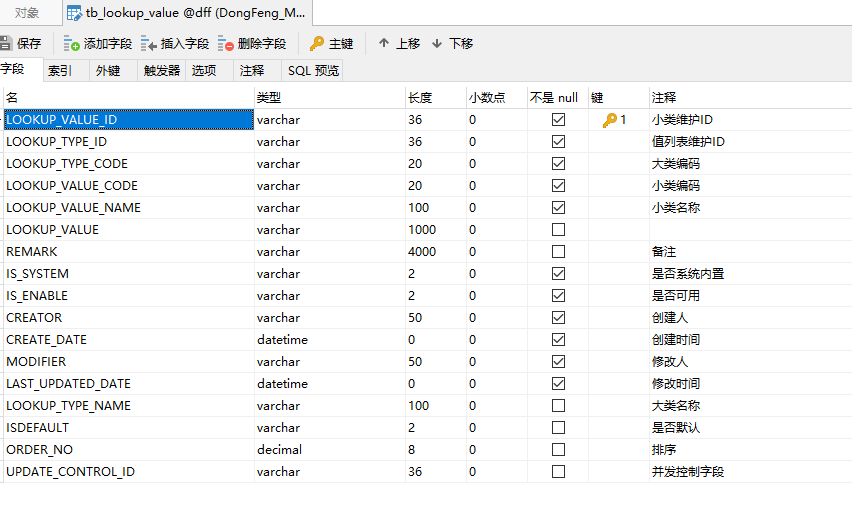 对象 tb_lookup_value @dff (DongFeng_M...
保存 添加字段 插入字段 删除字段 主键 上移 下移
字段 索引 外键 触发器 选项 注释 SQL 预览
名 类型 长度 小数点 不是 null 键 注释
LOOKUP_VALUE_ID varchar 36 0 1 小类维护ID
LOOKUP_TYPE_ID varchar 36 0 值列表维护ID
LOOKUP_TYPE_CODE varchar 20 0 大类编码
LOOKUP_VALUE_CODE varchar 20 0 小类编码
LOOKUP_VALUE_NAME varchar 100 0 小类名称
LOOKUP_VALUE varchar 1000 0
REMARK varchar 4000 0 备注
IS_SYSTEM varchar 2 0 是否系统内置
IS_ENABLE varchar 2 0 是否可用
CREATOR varchar 50 0 创建人
CREATE_DATE datetime 0 0 创建时间
MODIFIER varchar 50 0 修改人
LAST_UPDATED_DATE datetime 0 0 修改时间
LOOKUP_TYPE_NAME varchar 100 0 大类名称
ISDEFAULT varchar 2 0 是否默认
ORDER_NO decimal 8 0 排序
UPDATE_CONTROL_ID varchar 36 0 并发控制字段